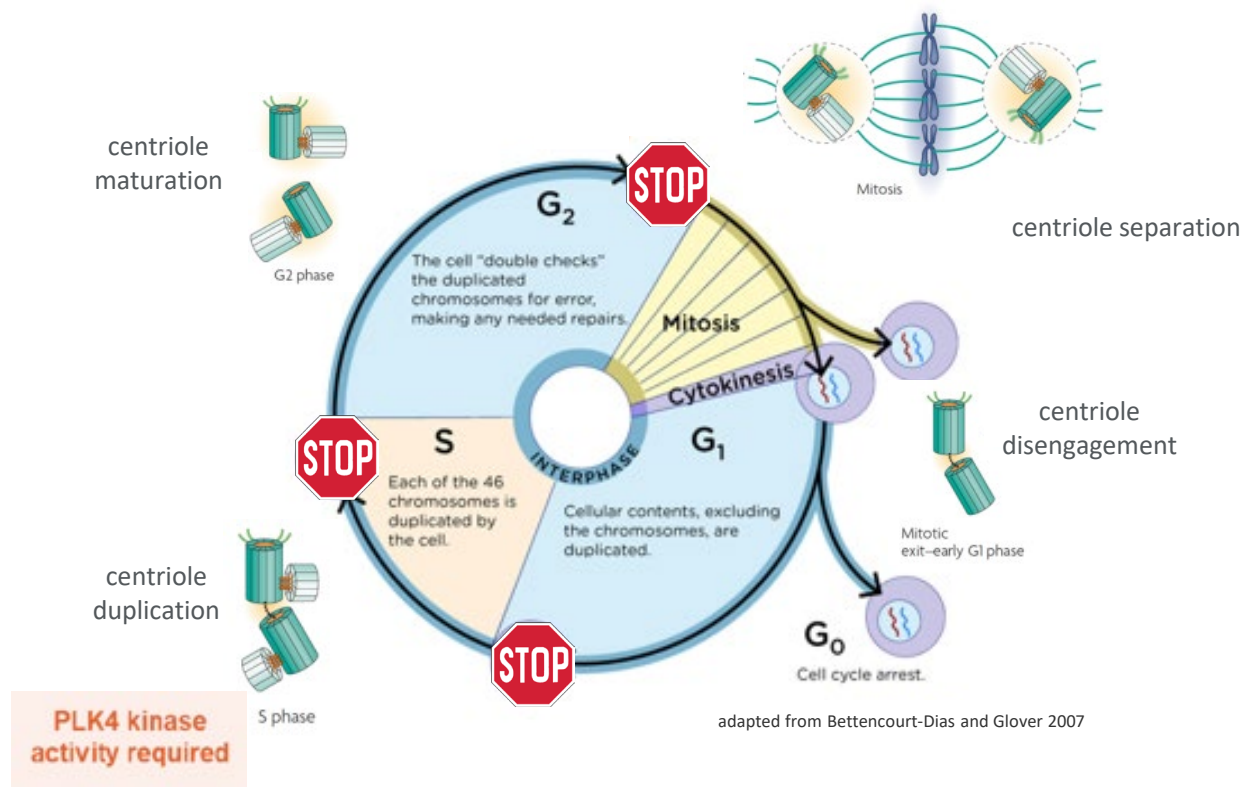 centriole
maturation
G2 phase
Mitosis
centriole separation
STOP
G₂
The cell "double checks"
the duplicated
chromosomes for error,
making any needed repairs.
Mitosis
Cytokinesis
centriole
disengagement
Mitotic
exit–early G1 phase
STOP
S
Each of the 46
chromosomes is
duplicated by
the cell.
INTERPHASE
G₁
Cellular contents, excluding
the chromosomes, are
duplicated.
centriole
duplication
S phase
STOP
G₀
Cell cycle arrest.
PLK4 kinase
activity required
adapted from Bettencourt-Dias and Glover 2007